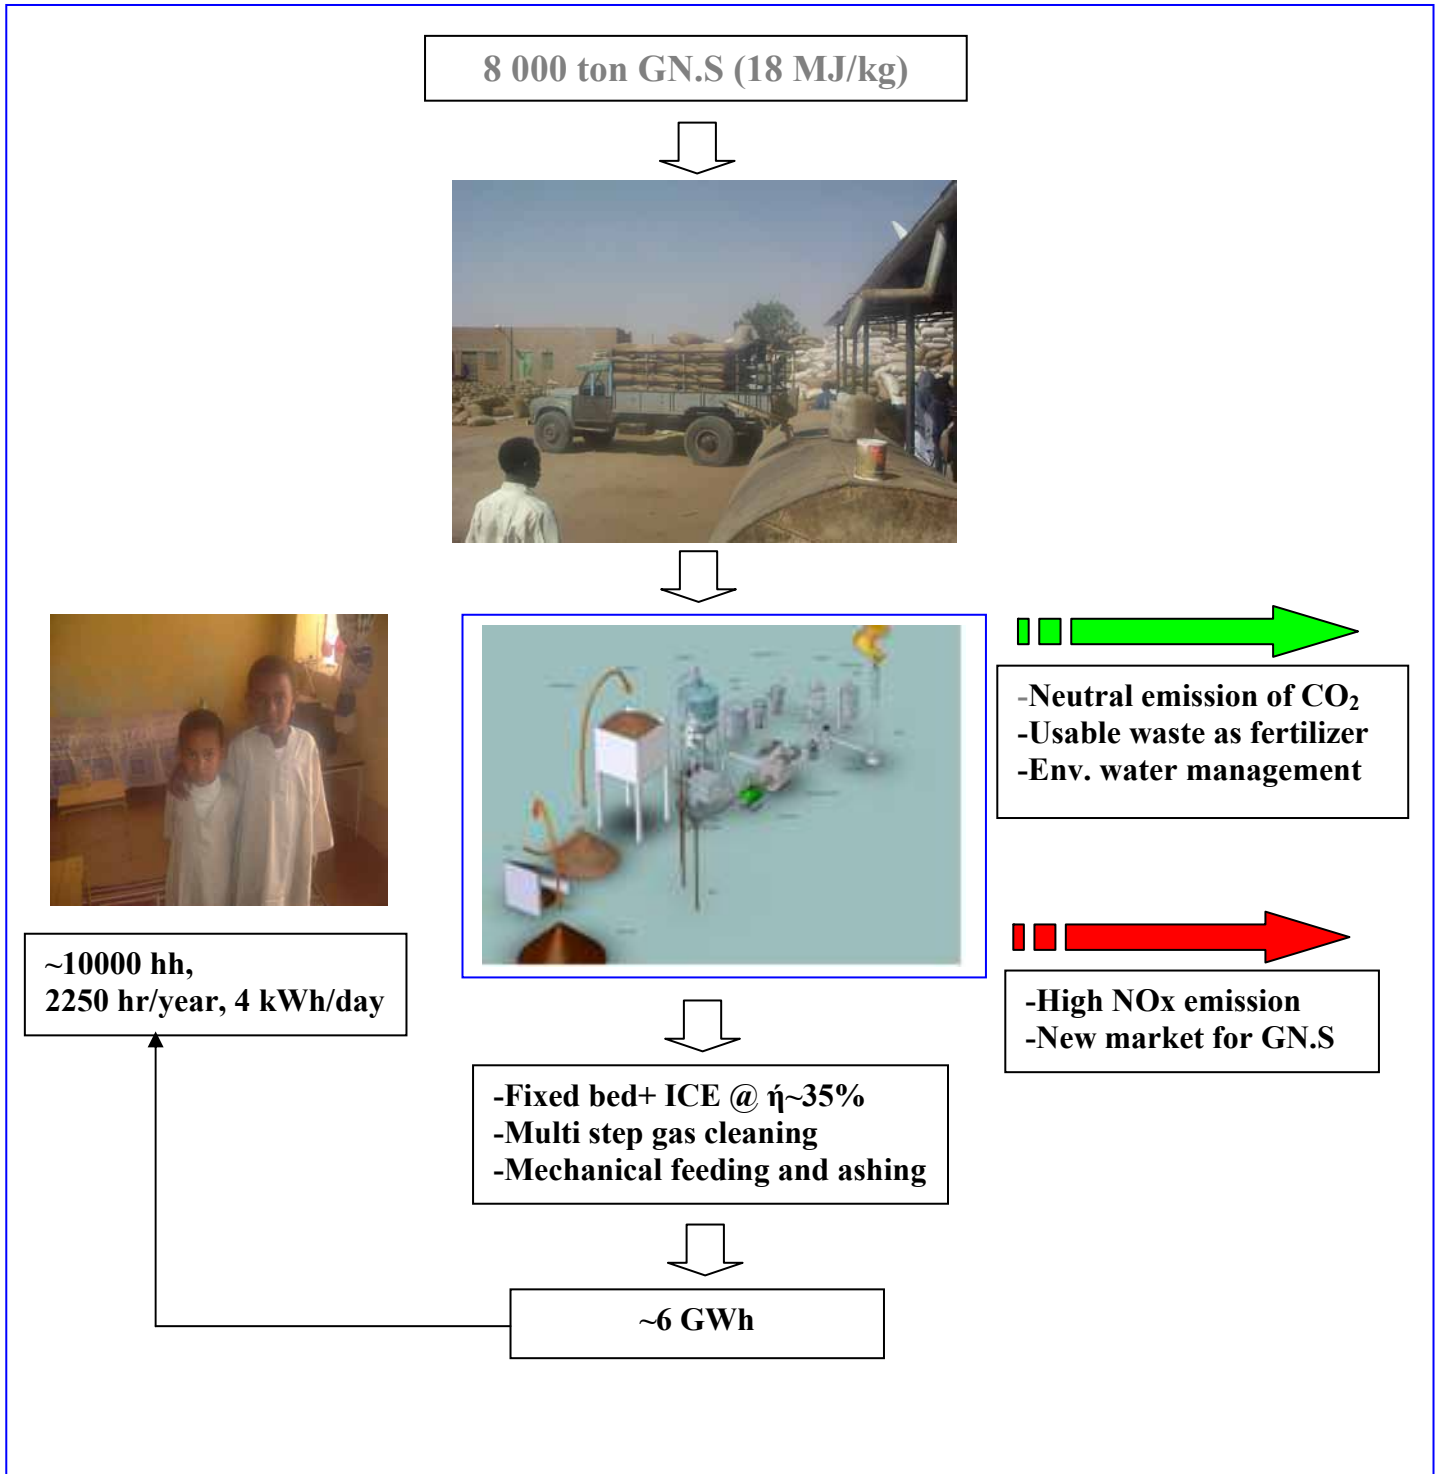 8 000 ton GN.S (18 MJ/kg)
-Neutral emission of CO₂
-Usable waste as fertilizer
-Env. water management
~10000 hh,
2250 hr/year, 4 kWh/day
-High NOx emission
-New market for GN.S
-Fixed bed+ ICE @ ή~35%
-Multi step gas cleaning
-Mechanical feeding and ashing
~6 GWh